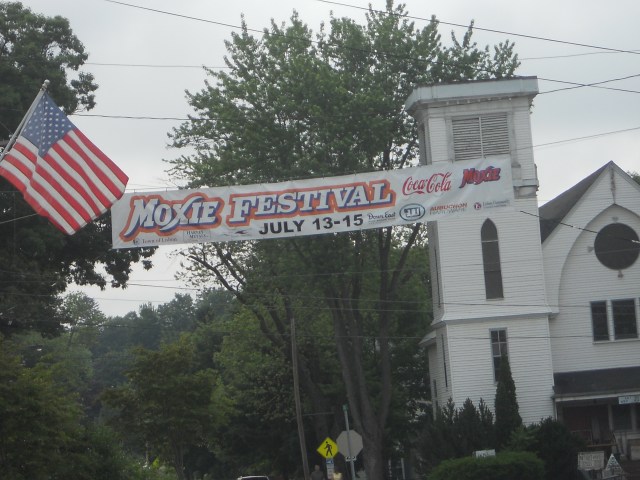 MOXIE FESTIVAL
JULY 13-15
Coca-Cola MOXIE